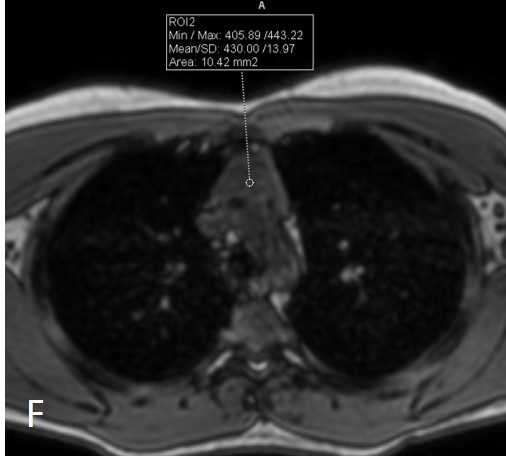 A
ROI2
Min / Max: 405.89 /443.22
Mean/SD: 430.00 /13.97
Area: 10.42 mm2
F